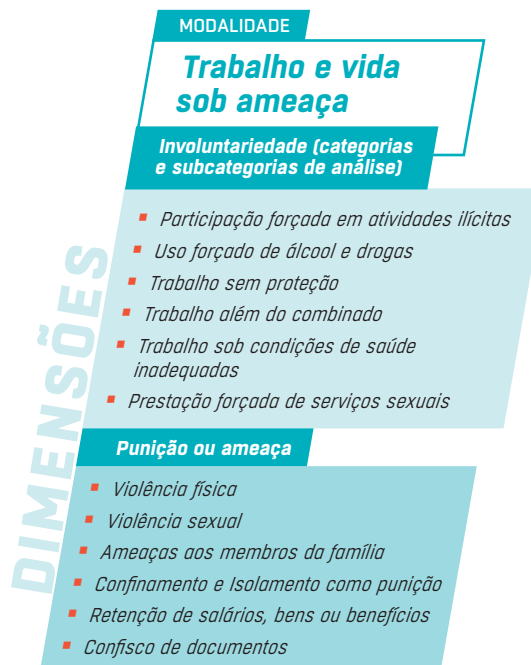 MODALIDADE
Trabalho e vida
sob ameaça
Involuntariedade (categorias
e subcategorias de análise)
Participação forçada em atividades ilícitas
Uso forçado de álcool e drogas
Trabalho sem proteção
Trabalho além do combinado
Trabalho sob condições de saúde
inadequadas
Prestação forçada de serviços sexuais
DIMENSÕES
Punição ou ameaça
Violência física
Violência sexual
Ameaças aos membros da família
Confinamento e Isolamento como punição
Retenção de salários, bens ou benefícios
Confisco de documentos